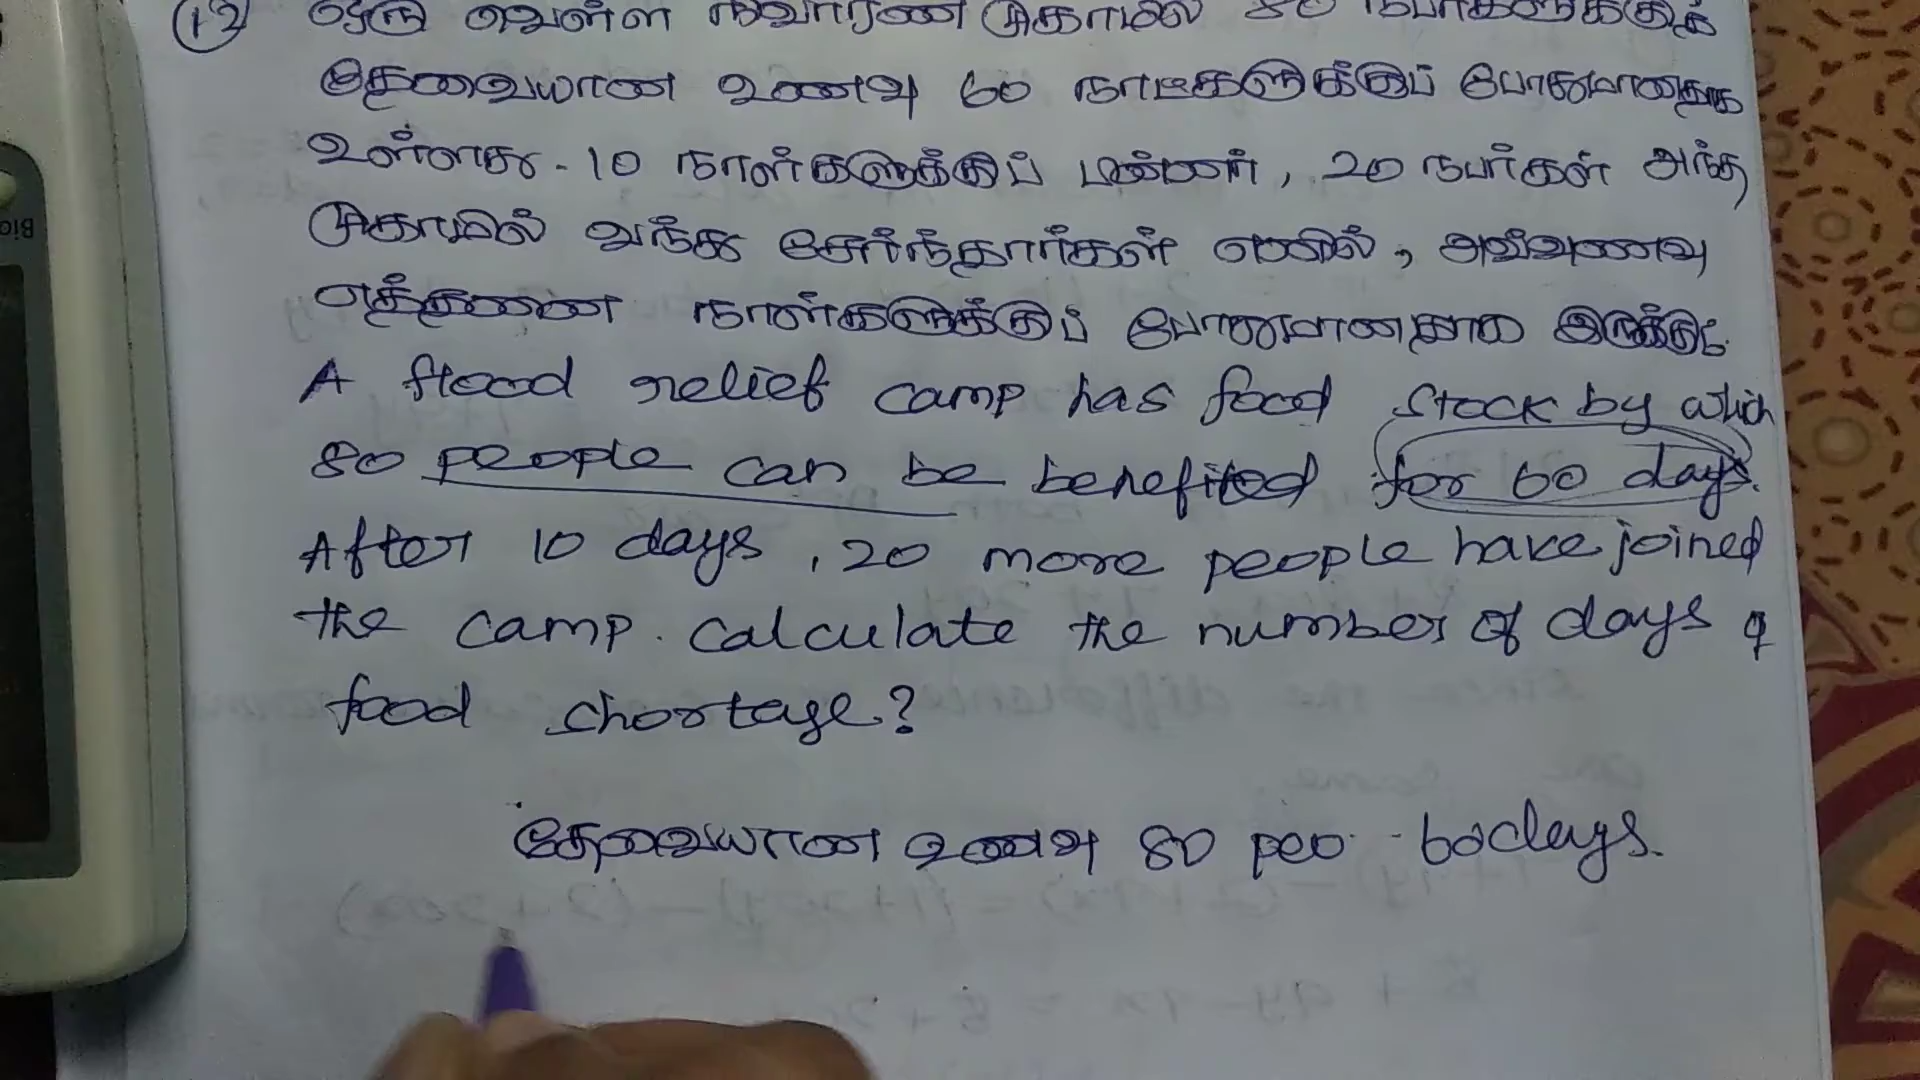 (12) ஒரு வெள்ள நிவாரண முகாமில் 80 நபர்களுக்குத்
தேவையான உணவு 60 நாட்களுக்குப் போதுமானதாக
உள்ளது - 10 நாள்களுக்குப் பின்னர், 20 நபர்கள் அந்த
முகாமில் வந்து சேர்ந்தார்கள் எனில், அவ்வுணவு
எத்தனை நாள்களுக்குப் போதுமானதாக இருக்கும்
A flood relief camp has food stock by which
80 people can be benefited for 60 days.
After 10 days, 20 more people have joined
the camp. calculate the number of days of
food shortage?
தேவையான உணவு 80 peo - 60 days.
Bio